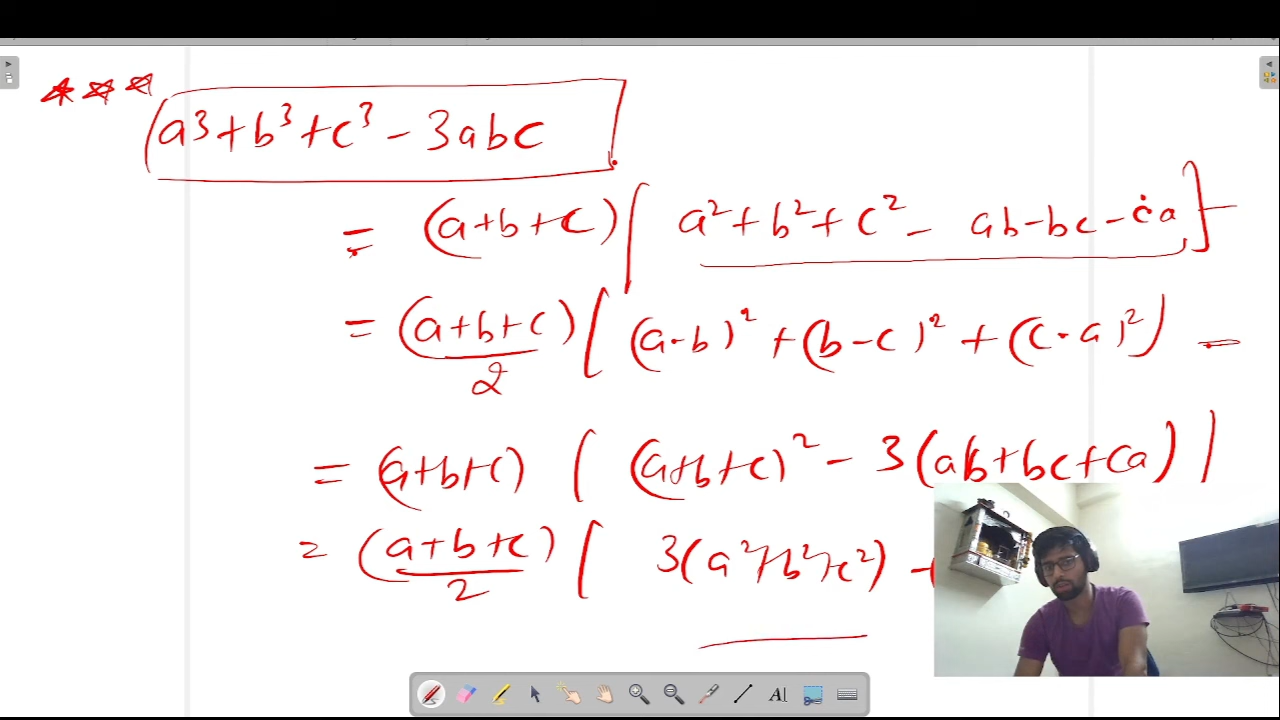 a³+b³+c³-3abc
= (a+b+c)[a²+b²+c²-ab-bc-ca]
= (a+b+c)/2 [(a-b)²+(b-c)²+(c-a)²]
= (a+b+c)[(a+b+c)²-3(ab+bc+ca)]
= (a+b+c)/2 [3(a²+b²+c²)-
AI